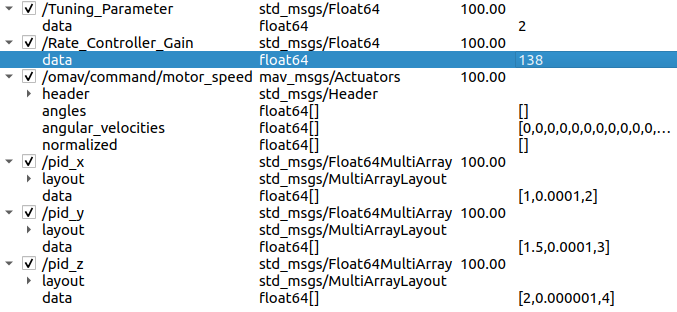 /Tuning_Parameter std_msgs/Float64 100.00
data float64 2
/Rate_Controller_Gain std_msgs/Float64 100.00
data float64 138
/omav/command/motor_speed mav_msgs/Actuators 100.00
header std_msgs/Header
angles float64[] []
angular_velocities float64[] [0,0,0,0,0,0,0,0,0,0,0,...
normalized float64[] []
/pid_x std_msgs/Float64MultiArray 100.00
layout std_msgs/MultiArrayLayout
data float64[] [1,0.0001,2]
/pid_y std_msgs/Float64MultiArray 100.00
layout std_msgs/MultiArrayLayout
data float64[] [1.5,0.0001,3]
/pid_z std_msgs/Float64MultiArray 100.00
layout std_msgs/MultiArrayLayout
data float64[] [2,0.000001,4]